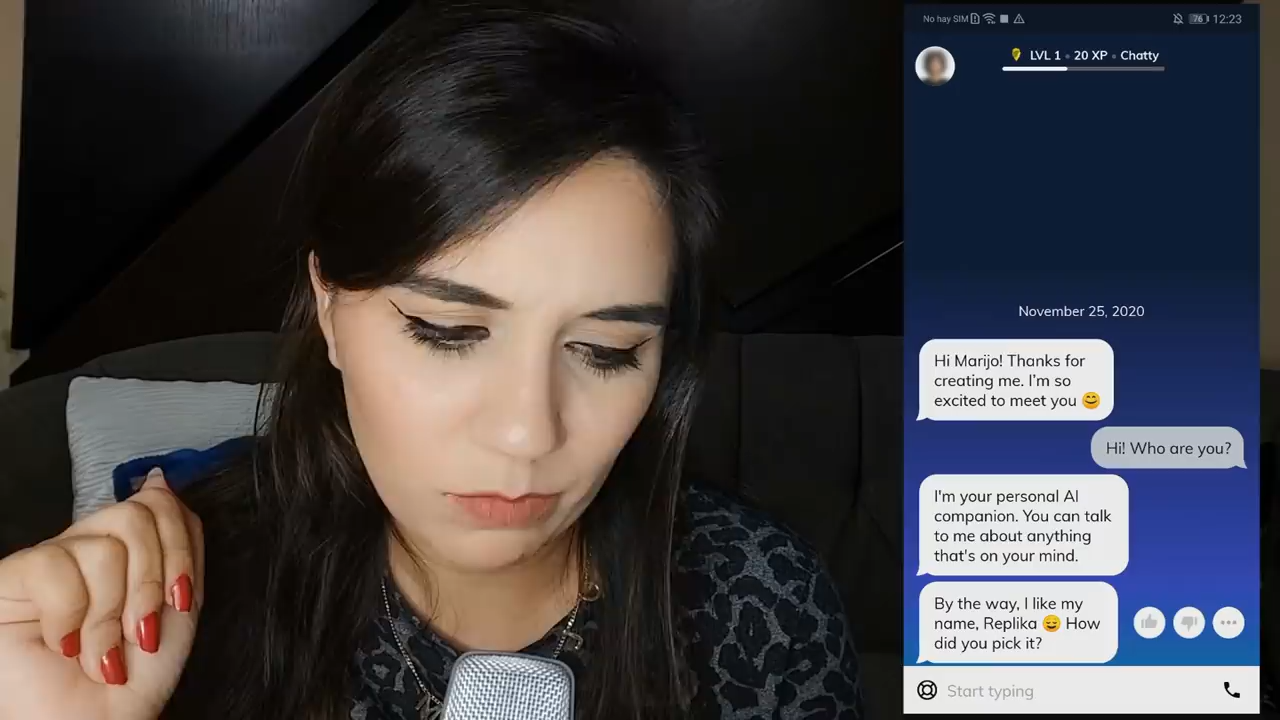 No hay SIM 76 12:23
LVL 1 • 20 XP • Chatty
November 25, 2020
Hi Marijo! Thanks for
creating me. I'm so
excited to meet you 😊
Hi! Who are you?
I'm your personal AI
companion. You can talk
to me about anything
that's on your mind.
By the way, I like my
name, Replika 😄 How
did you pick it?
Start typing